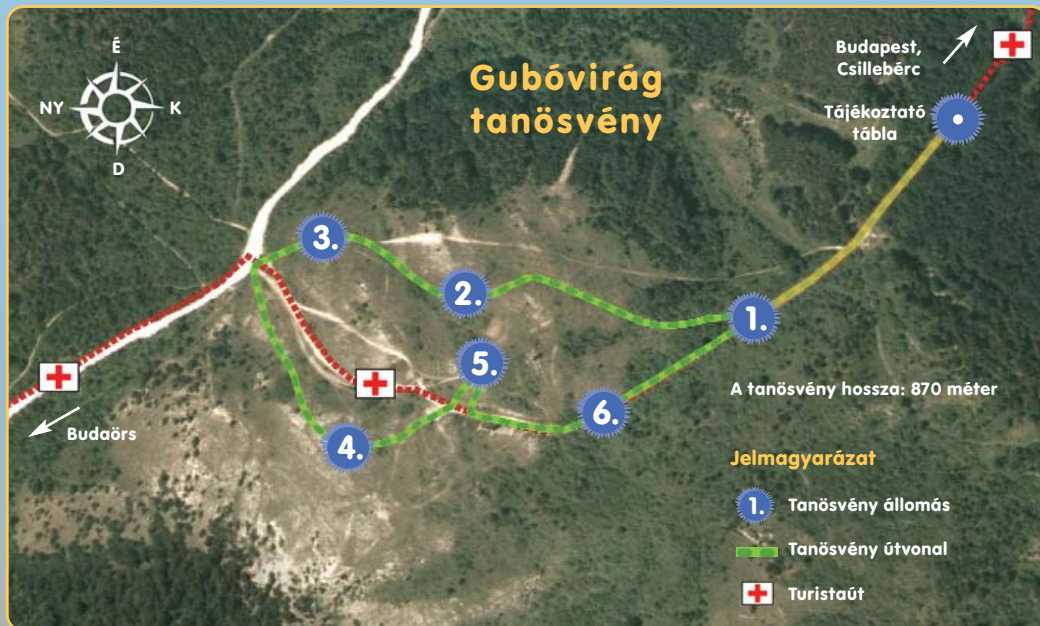 É
NY
K
D
Gubóvirág
tanösvény
Budapest,
Csillebérc
Tájékoztató
tábla
3.
2.
1.
5.
6.
4.
A tanösvény hossza: 870 méter
Budaörs
Jelmagyarázat
1.
Tanösvény állomás
Tanösvény útvonal
Turistaút